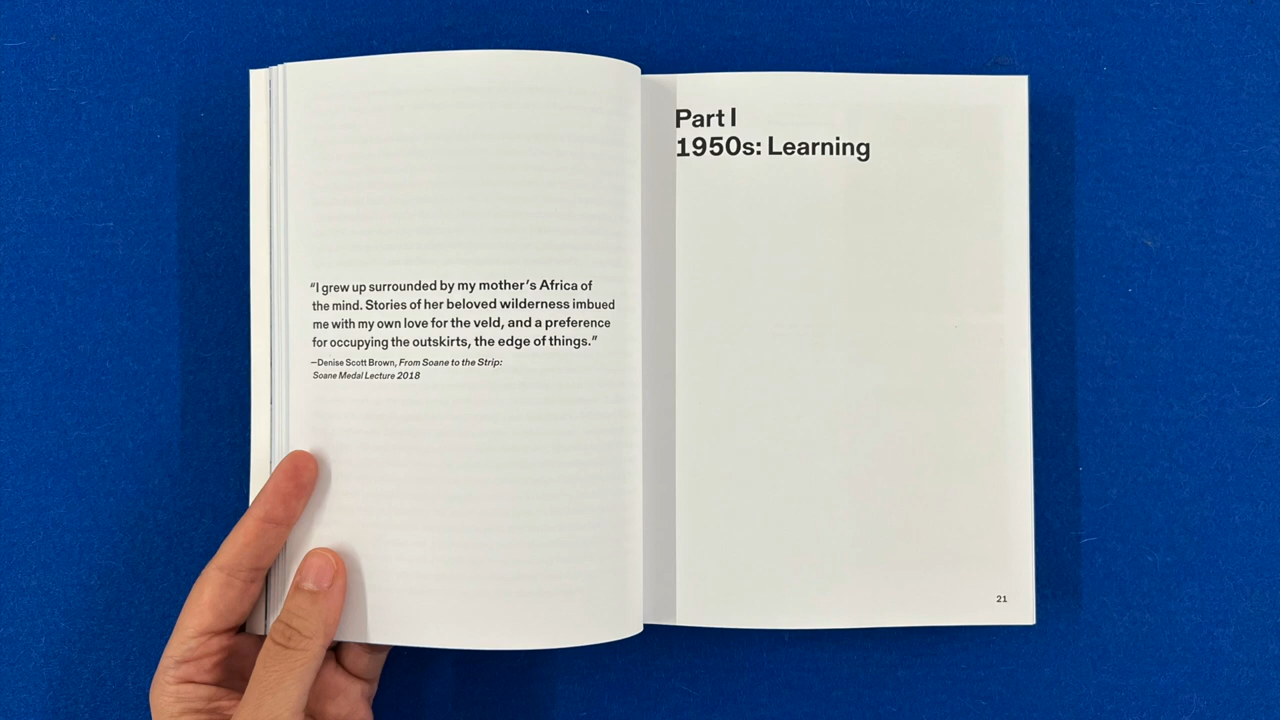 “I grew up surrounded by my mother’s Africa of
the mind. Stories of her beloved wilderness imbued
me with my own love for the veld, and a preference
for occupying the outskirts, the edge of things.”
—Denise Scott Brown, From Soane to the Strip:
Soane Medal Lecture 2018
Part I
1950s: Learning
21